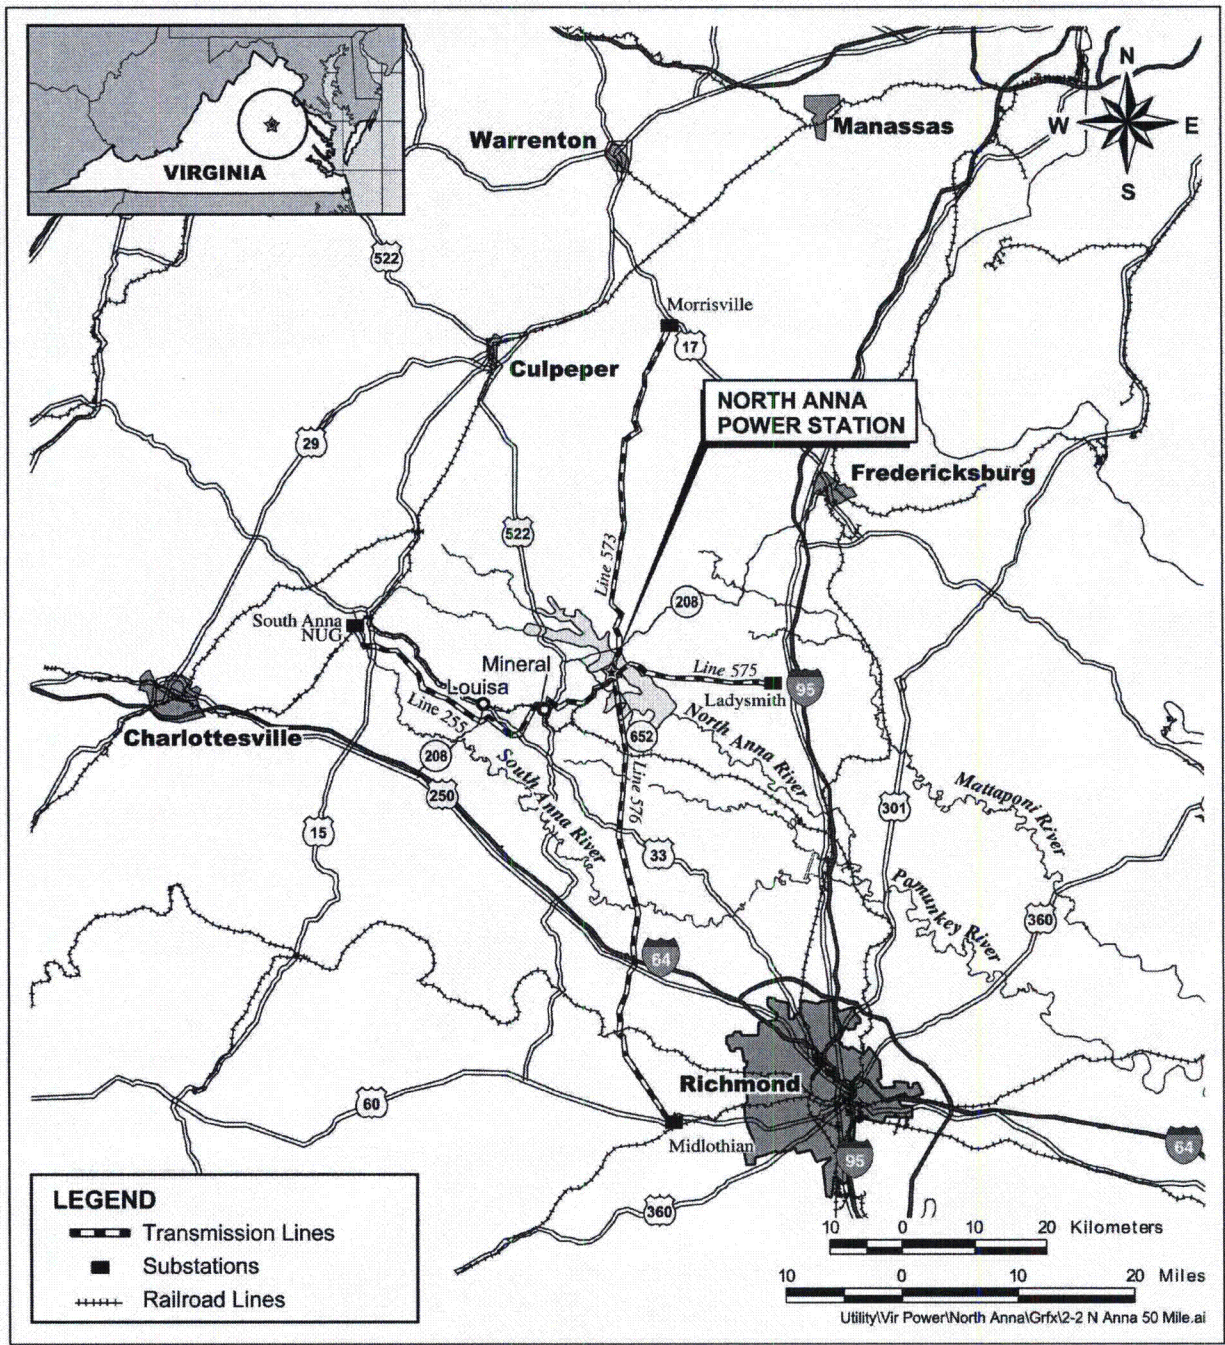 VIRGINIA
N
W
E
S
Warrenton
Manassas
522
Morrisville
17
Culpeper
NORTH ANNA
POWER STATION
29
Fredericksburg
522
Line 573
208
South Anna
NUG
Mineral
Louisa
Line 575
Ladysmith
95
Line 255
North Anna River
Charlottesville
208
652
South Anna River
Line 576
250
Mattaponi River
301
15
33
Pamunkey River
360
64
Richmond
60
Midlothian
95
64
360
LEGEND
Transmission Lines
Substations
Railroad Lines
10 0 10 20 Kilometers
10 0 10 20 Miles
Utility\Vir Power\North Anna\Grfx\2-2 N Anna 50 Mile.ai